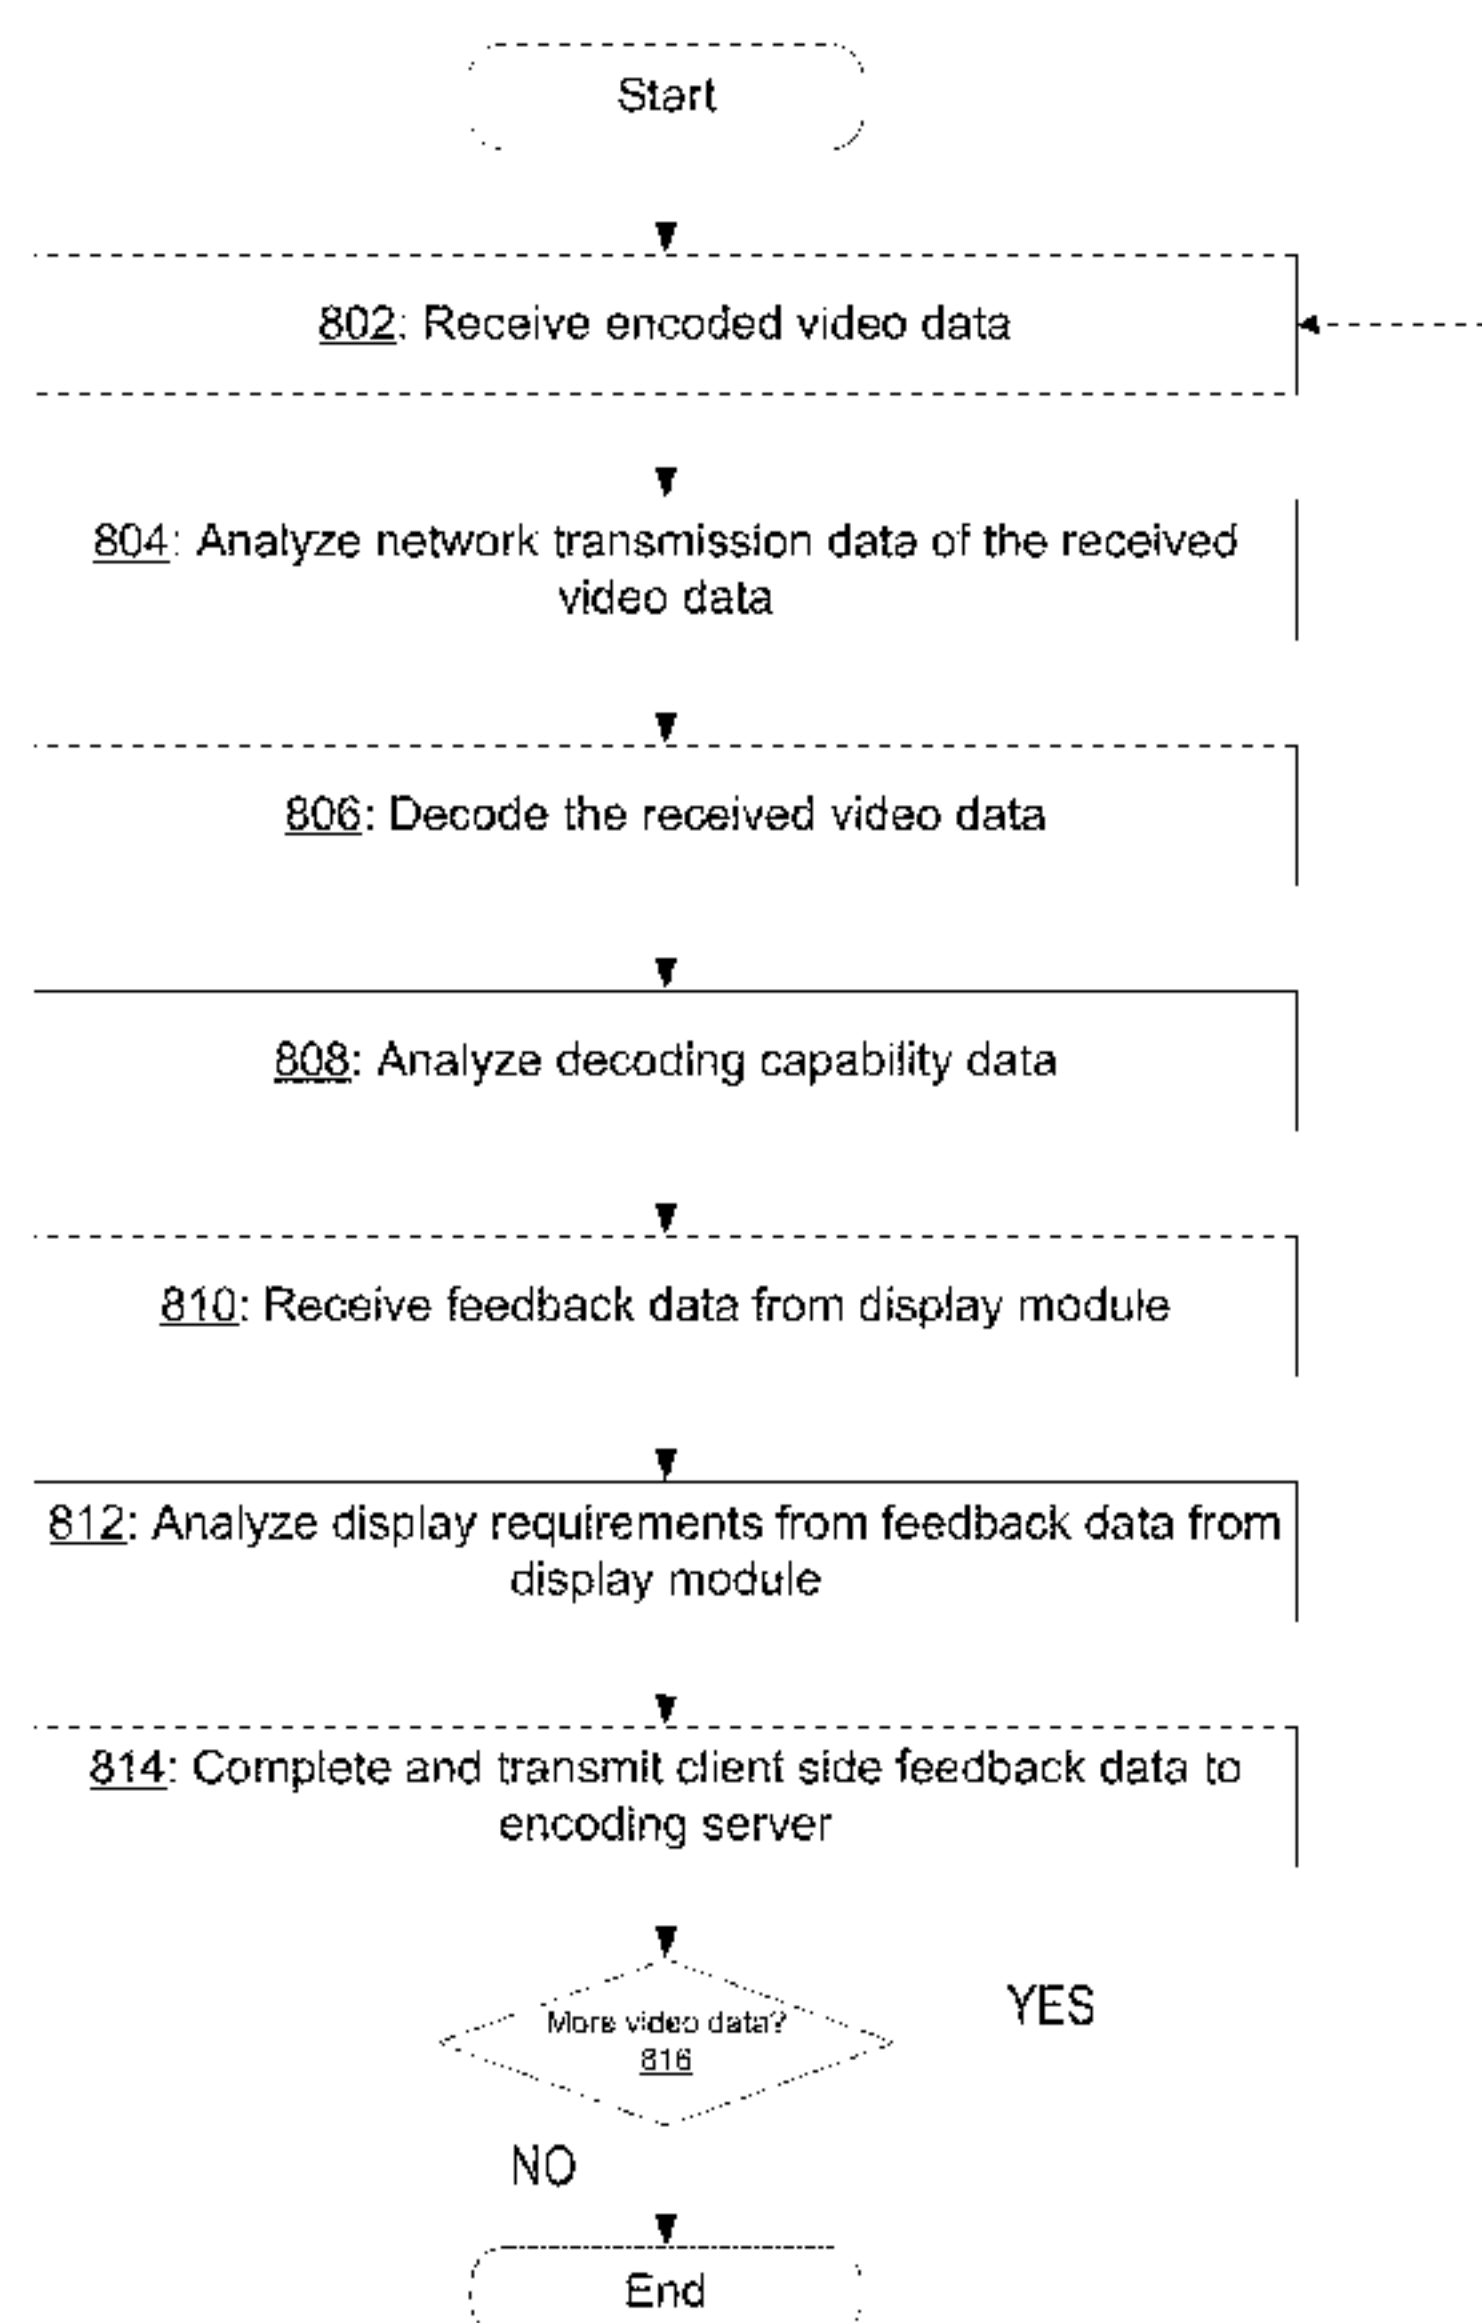 Start
802: Receive encoded video data
804: Analyze network transmission data of the received
video data
806: Decode the received video data
808: Analyze decoding capability data
810: Receive feedback data from display module
812: Analyze display requirements from feedback data from
display module
814: Complete and transmit client side feedback data to
encoding server
More video data?
816
YES
NO
End